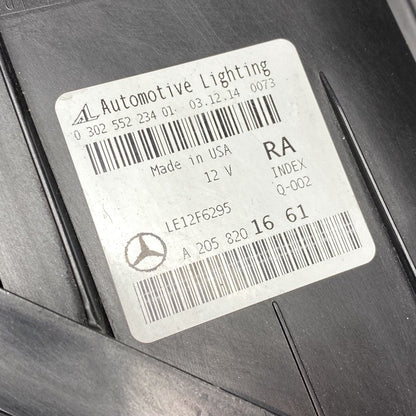 Automotive Lighting
0 302 552 234 01 03.12.14 0073
Made in USA
12 V
RA
INDEX
Q-002
LE12F6295
A 205 820 16 61